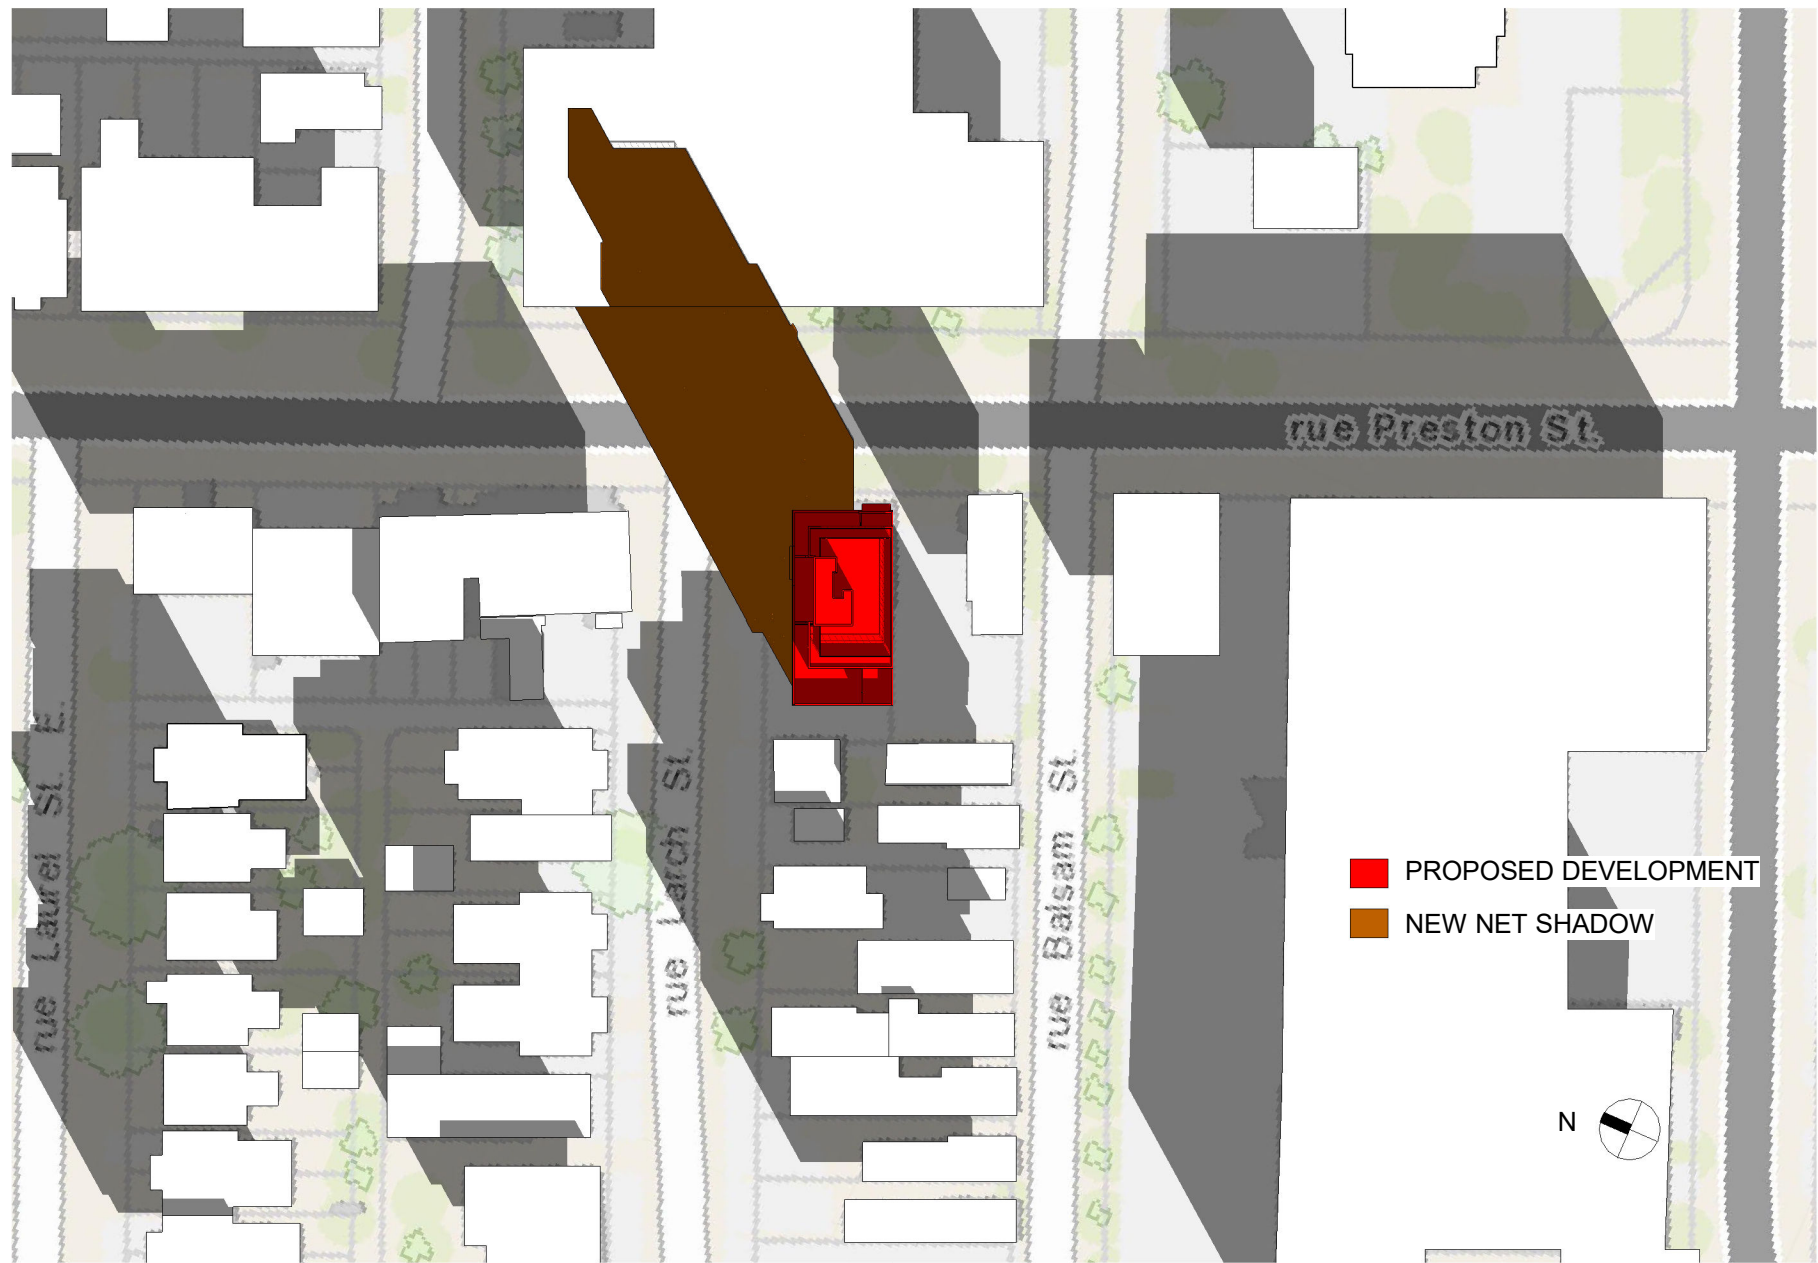 rue Preston St.
rue Laurel St. E.
rue Larch St.
rue Balsam St.
PROPOSED DEVELOPMENT
NEW NET SHADOW
N